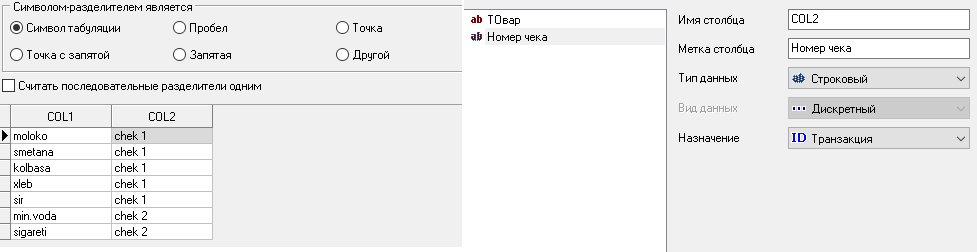 Символом-разделителем является
Символ табуляции Пробел Точка
Точка с запятой Запятая Другой
Считать последовательные разделители одним
COL1 COL2
moloko chek 1
smetana chek 1
kolbasa chek 1
xleb chek 1
sir chek 1
min.voda chek 2
sigareti chek 2
ab ТОвар
ab Номер чека
Имя столбца COL2
Метка столбца Номер чека
Тип данных ab Строковый
Вид данных Дискретный
Назначение ID Транзакция